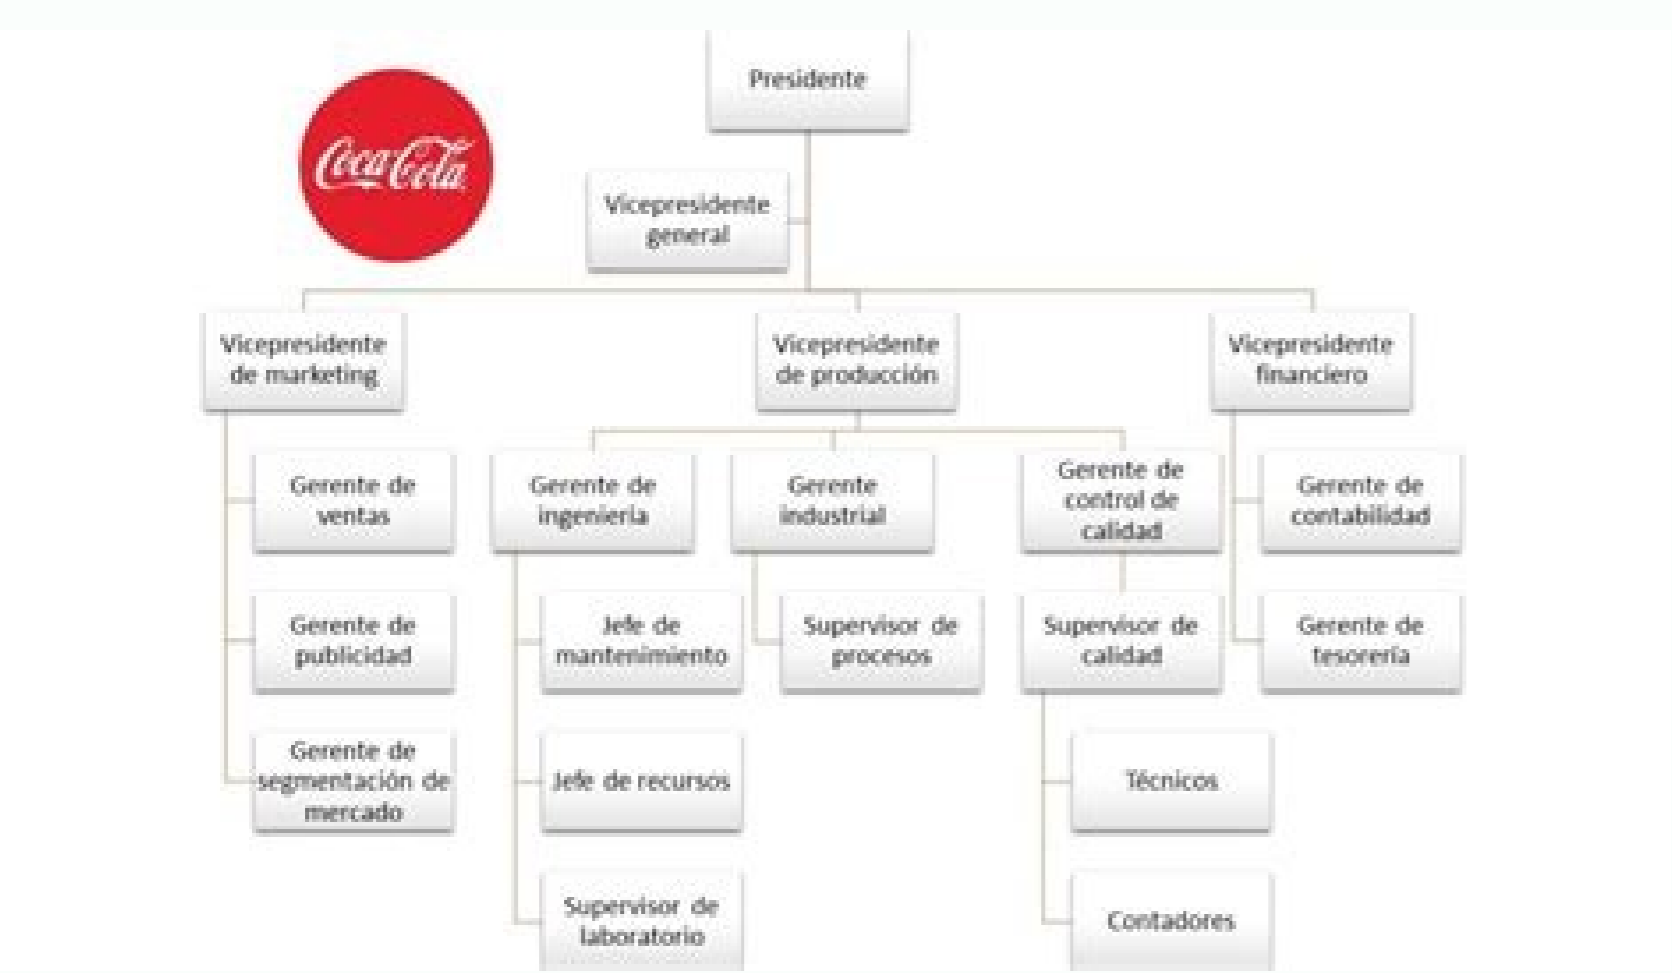 Presidente
Coca-Cola
Vicepresidente
general
Vicepresidente
de marketing
Vicepresidente
de producción
Vicepresidente
financiero
Gerente de
ventas
Gerente de
ingeniería
Gerente
industrial
Gerente de
control de
calidad
Gerente de
contabilidad
Gerente de
publicidad
Jefe de
mantenimiento
Supervisor de
procesos
Supervisor de
calidad
Gerente de
tesorería
Gerente de
segmentación de
mercado
Jefe de recursos
Técnicos
Supervisor de
laboratorio
Contadores